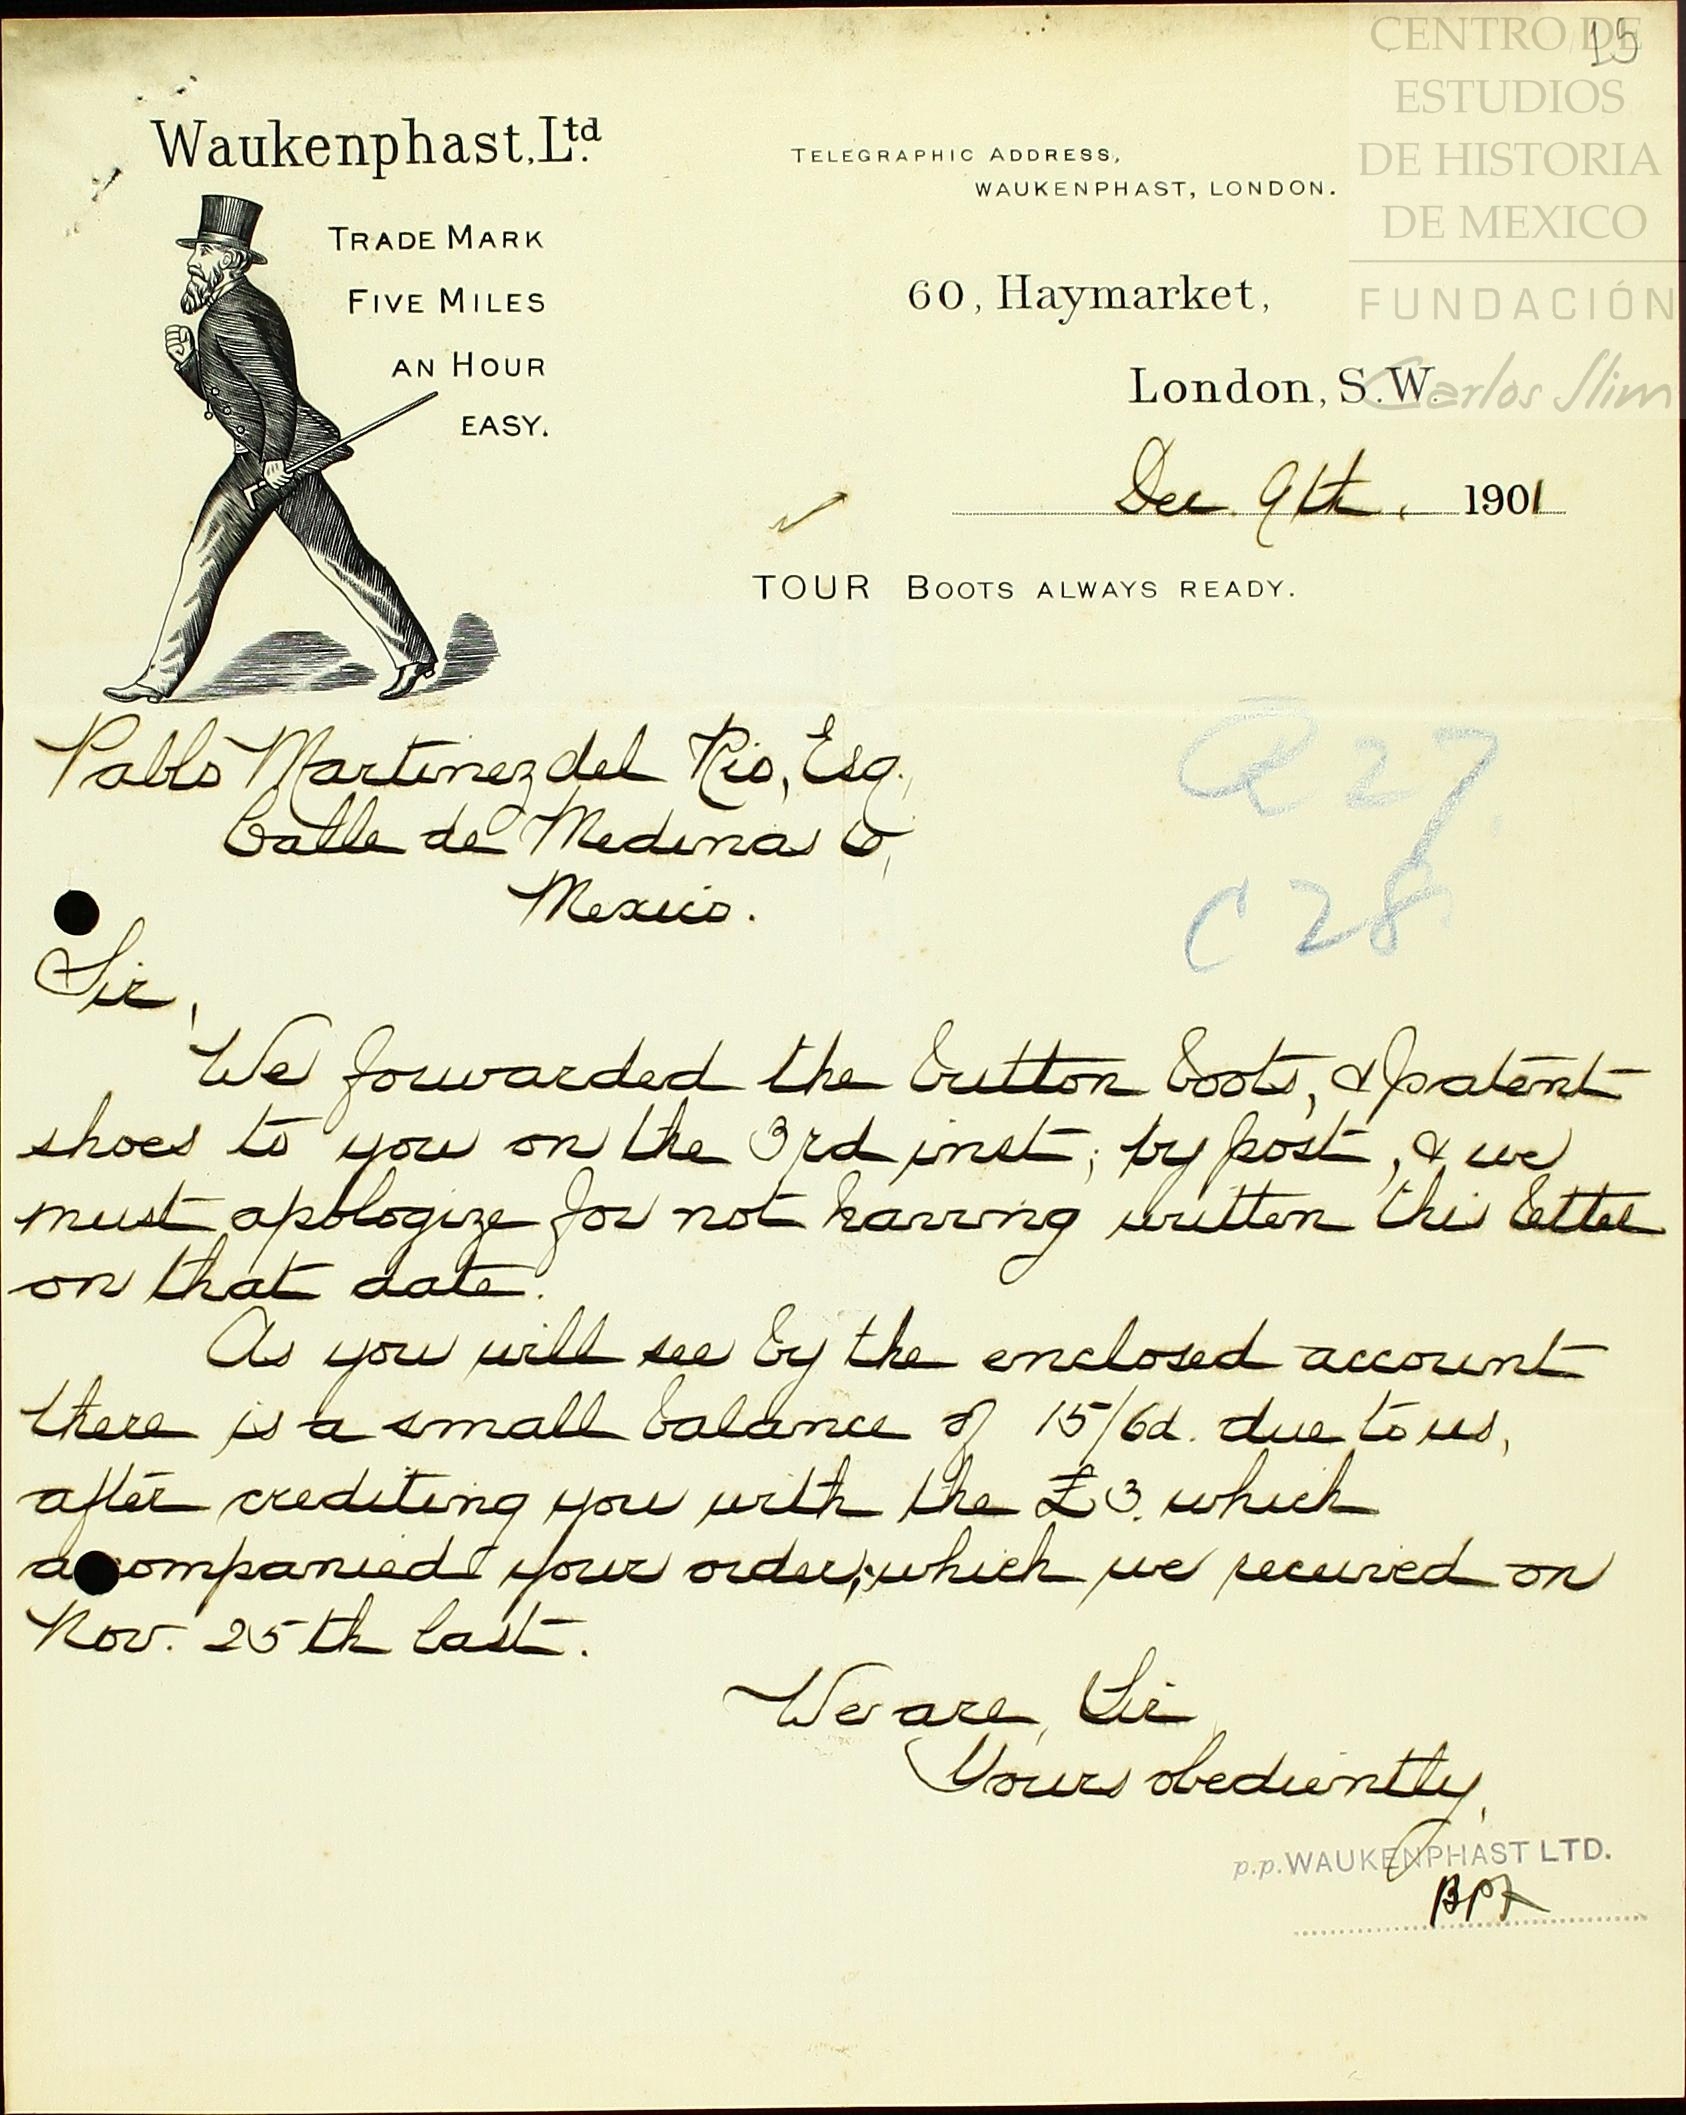 15
CENTRO DE
ESTUDIOS
DE HISTORIA
DE MEXICO
FUNDACIÓN
Carlos Slim
Waukenphast, Ltd.
TRADE MARK
FIVE MILES
AN HOUR
EASY.
TELEGRAPHIC ADDRESS,
WAUKENPHAST, LONDON.
60, Haymarket,
London, S.W.
Dec. 9th, 1901
TOUR BOOTS ALWAYS READY.
Pablo Martinez del Rio, Esq.,
Calle de Medinas 6,
Mexico.
R 27.
C 28.
Sir,
We forwarded the button boots, & patent
shoes to you on the 3rd inst; by post, & we
must apologize for not having written this letter
on that date.
As you will see by the enclosed account
there is a small balance of 15/6d. due to us,
after crediting you with the £3. which
accompanied your order, which we received on
Nov. 25th last.
We are, Sir
Yours obediently,
p.p. WAUKENPHAST LTD.